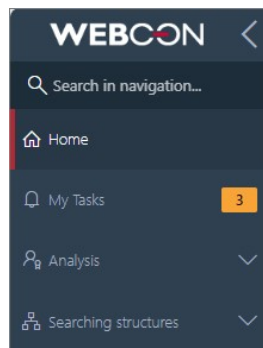 WEBCON
Search in navigation...
Home
My Tasks 3
Analysis
Searching structures